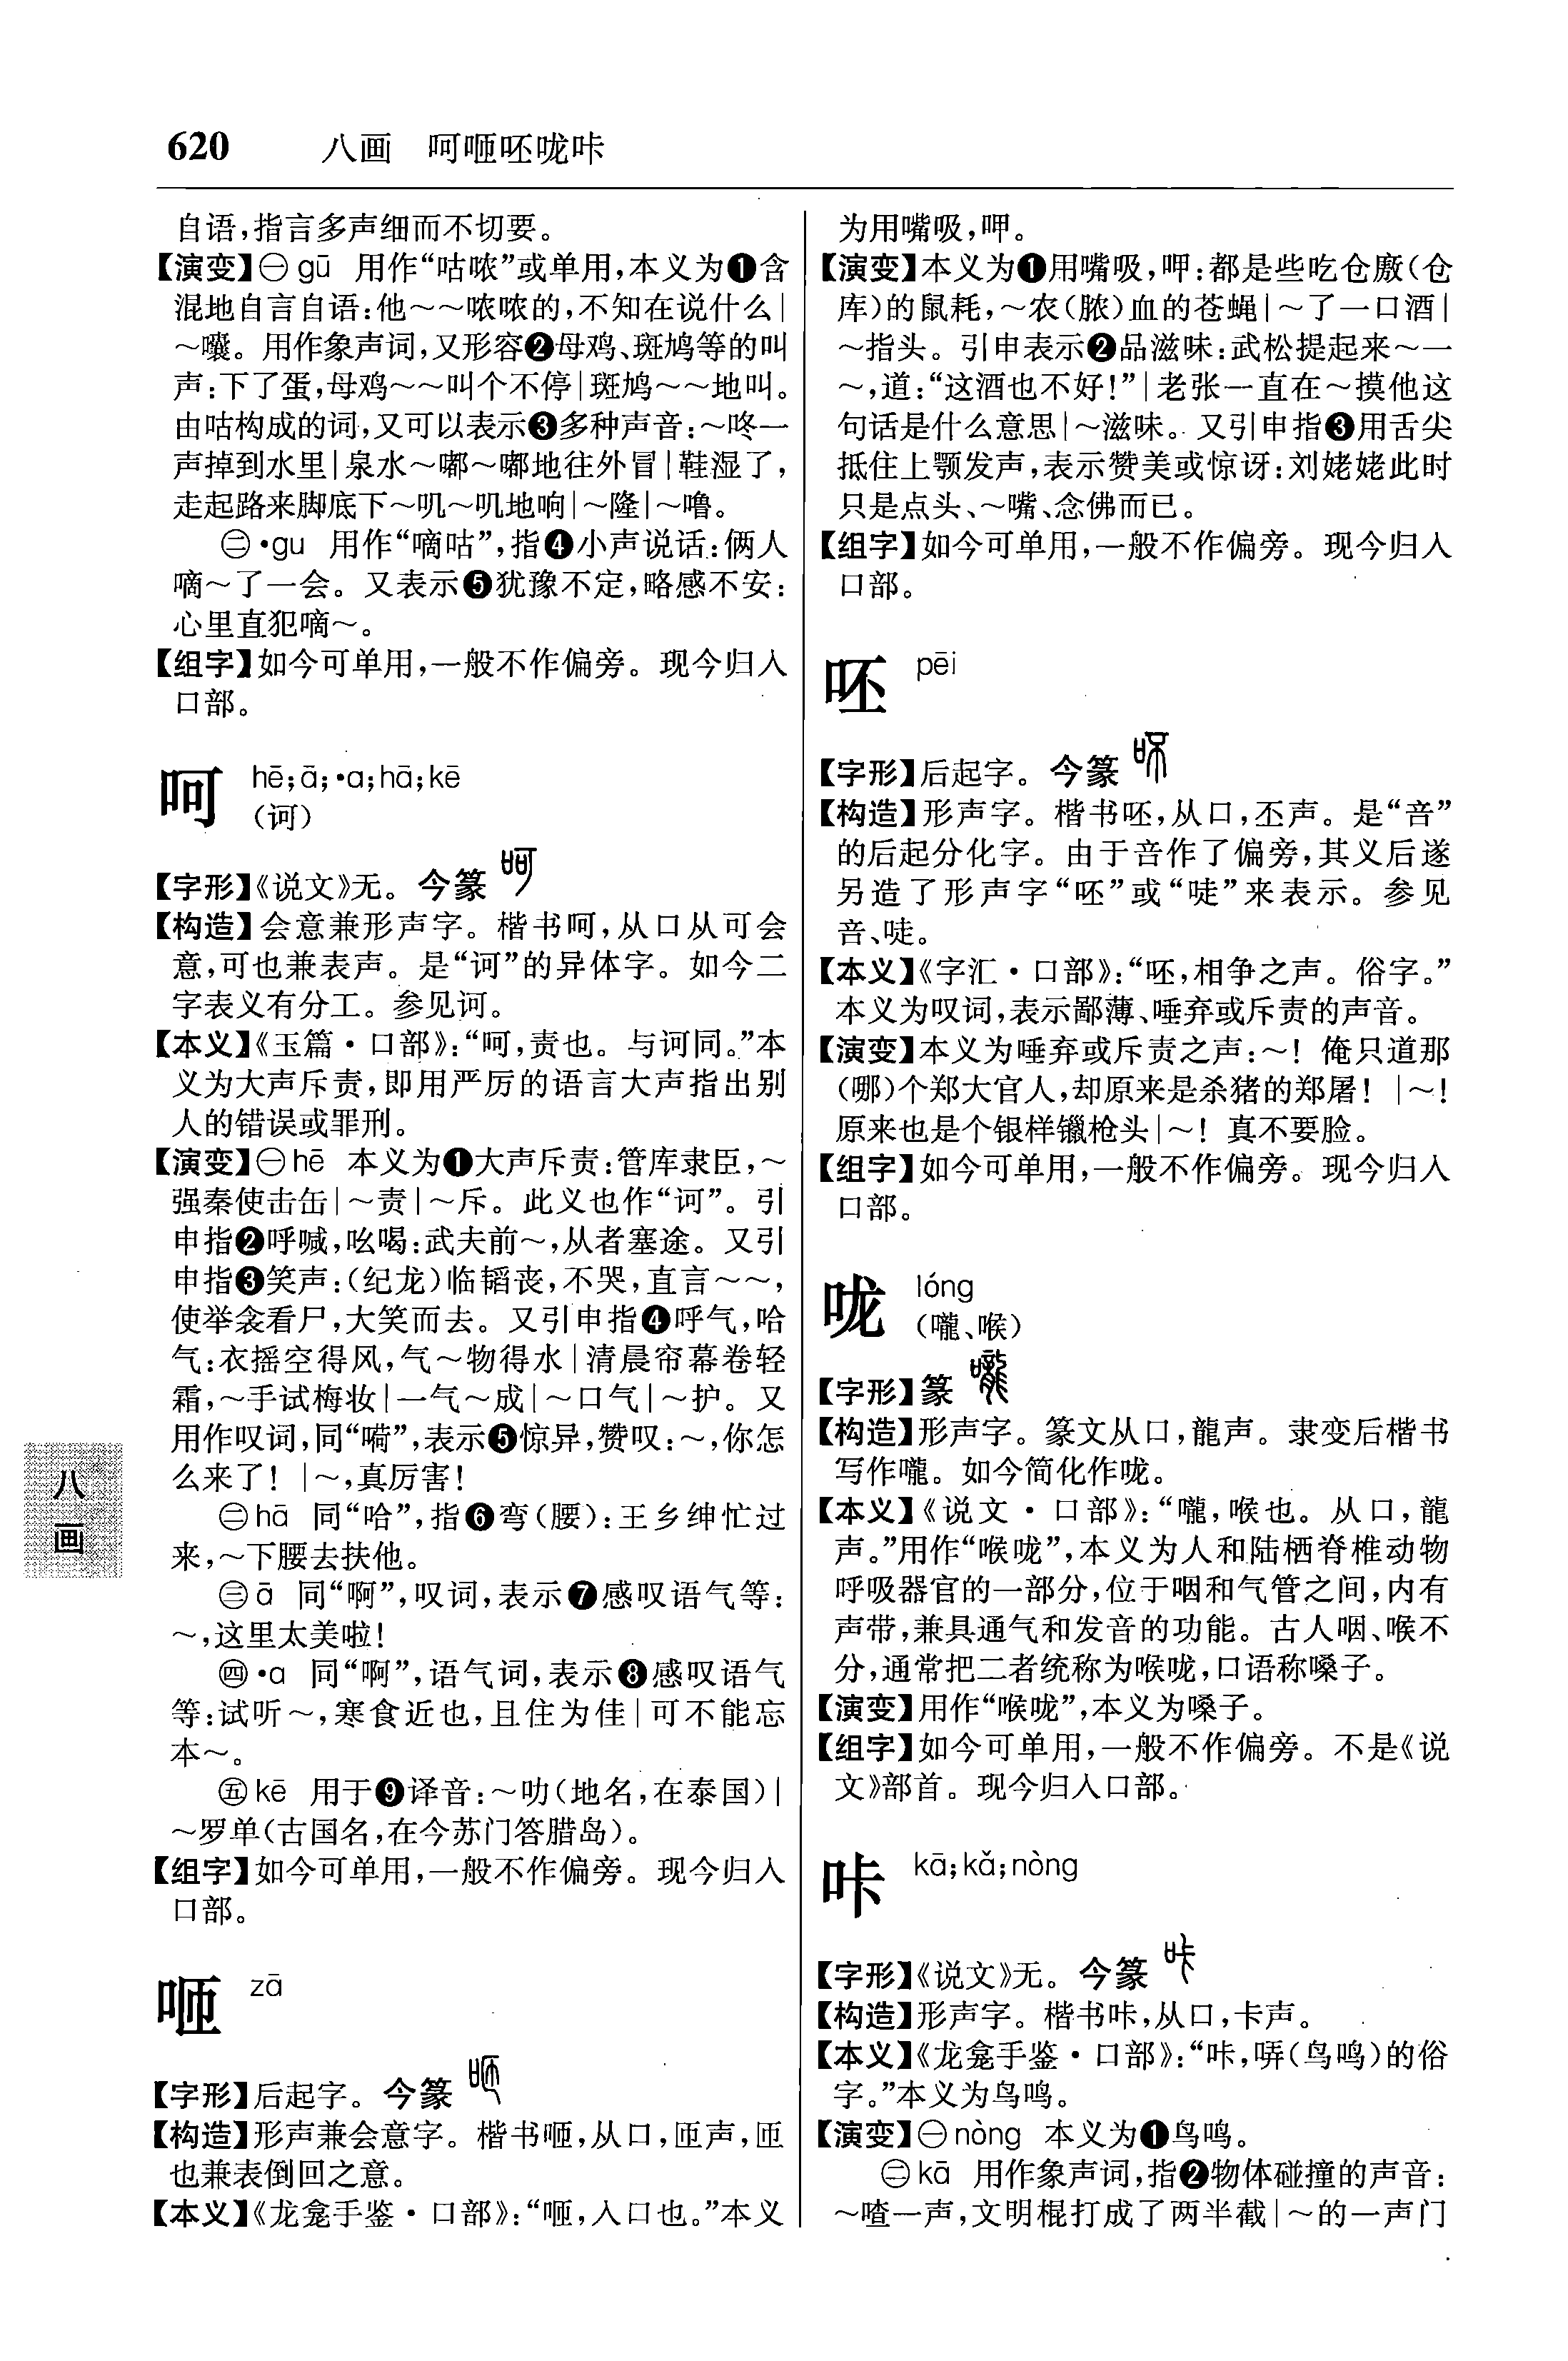 620 八画 呵咂呸咙咔
自语,指言多声细而不切要。
【演变】㊀ gū 用作“咕哝”或单用,本义为❶含
混地自言自语:他～～哝哝的,不知在说什么|
～囔。用作象声词,又形容❷母鸡、斑鸠等的叫
声:下了蛋,母鸡～～叫个不停|斑鸠～～地叫。
由咕构成的词,又可以表示❸多种声音:～咚一
声掉到水里|泉水～嘟～嘟地往外冒|鞋湿了,
走起路来脚底下～叽～叽地响|～隆|～噜。
㊁ •gu 用作“嘀咕”,指❹小声说话:俩人
嘀～了一会。又表示❺犹豫不定,略感不安:
心里直犯嘀～。
【组字】如今可单用,一般不作偏旁。现今归入
口部。
呵 hē;ā;•a;hā;kē
(诃)
【字形】《说文》无。今篆
【构造】会意兼形声字。楷书呵,从口从可会
意,可也兼表声。是“诃”的异体字。如今二
字表义有分工。参见诃。
【本义】《玉篇·口部》:“呵,责也。与诃同。”本
义为大声斥责,即用严厉的语言大声指出别
人的错误或罪刑。
【演变】㊀ hē 本义为❶大声斥责:管库隶臣,～
强秦使击缶|～责|～斥。此义也作“诃”。引
申指❷呼喊,吆喝:武夫前～,从者塞途。又引
申指❸笑声:(纪龙)临韬丧,不哭,直言～～,
使举衾看尸,大笑而去。又引申指❹呼气,哈
气:衣摇空得风,气～物得水|清晨帘幕卷轻
霜,～手试梅妆|一气～成|～口气|～护。又
用作叹词,同“嗬”,表示❺惊异,赞叹:～,你怎
么来了!|～,真厉害!
㊁ hā 同“哈”,指❻弯(腰):王乡绅忙过
来,～下腰去扶他。
㊂ ā 同“啊”,叹词,表示❼感叹语气等:
～,这里太美啦!
㊃ •a 同“啊”,语气词,表示❽感叹语气
等:试听～,寒食近也,且住为佳|可不能忘
本～。
㊄ kē 用于❾译音:～叻(地名,在泰国)|
～罗单(古国名,在今苏门答腊岛)。
【组字】如今可单用,一般不作偏旁。现今归入
口部。
咂 zā
【字形】后起字。今篆
【构造】形声兼会意字。楷书咂,从口,匝声,匝
也兼表倒回之意。
【本义】《龙龛手鉴·口部》:“咂,入口也。”本义
为用嘴吸,呷。
【演变】本义为❶用嘴吸,呷:都是些吃仓廒(仓
库)的鼠耗,～农(脓)血的苍蝇|～了一口酒|
～指头。引申表示❷品滋味:武松提起来～一
～,道:“这酒也不好!”|老张一直在～摸他这
句话是什么意思|～滋味。又引申指❸用舌尖
抵住上颚发声,表示赞美或惊讶:刘姥姥此时
只是点头、～嘴、念佛而已。
【组字】如今可单用,一般不作偏旁。现今归入
口部。
呸 pēi
【字形】后起字。今篆
【构造】形声字。楷书呸,从口,丕声。是“咅”
的后起分化字。由于咅作了偏旁,其义后遂
另造了形声字“呸”或“唗”来表示。参见
咅、唗。
【本义】《字汇·口部》:“呸,相争之声。俗字。”
本义为叹词,表示鄙薄、唾弃或斥责的声音。
【演变】本义为唾弃或斥责之声:～!俺只道那
(哪)个郑大官人,却原来是杀猪的郑屠!|～!
原来也是个银样镴枪头|～!真不要脸。
【组字】如今可单用,一般不作偏旁。现今归入
口部。
咙 lóng
(嚨、喉)
【字形】篆
【构造】形声字。篆文从口,龍声。隶变后楷书
写作嚨。如今简化作咙。
【本义】《说文·口部》:“嚨,喉也。从口,龍
声。”用作“喉咙”,本义为人和陆栖脊椎动物
呼吸器官的一部分,位于咽和气管之间,内有
声带,兼具通气和发音的功能。古人咽、喉不
分,通常把二者统称为喉咙,口语称嗓子。
【演变】用作“喉咙”,本义为嗓子。
【组字】如今可单用,一般不作偏旁。不是《说
文》部首。现今归入口部。
咔 kā;kǎ;nòng
【字形】《说文》无。今篆
【构造】形声字。楷书咔,从口,卡声。
【本义】《龙龛手鉴·口部》:“咔,哢(鸟鸣)的俗
字。”本义为鸟鸣。
【演变】㊀ nòng 本义为❶鸟鸣。
㊁ kā 用作象声词,指❷物体碰撞的声音:
～喳一声,文明棍打成了两半截|～的一声门
八
画